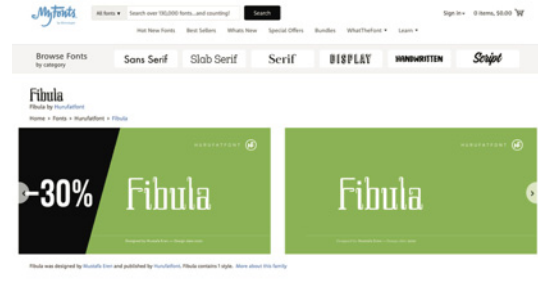 MyFonts
All fonts ▾ Search over 130,000 fonts...and counting! Search Sign in ▾ 0 items, $0.00
Hot New Fonts Best Sellers Whats New Special Offers Bundles WhatTheFont ▾ Learn ▾
Browse Fonts
by category
Sans Serif Slab Serif Serif DISPLAY HANDWRITTEN Script
Fibula
Fibula by Hurufatfont
Home » Fonts » Hurufatfont » Fibula
HURUFATFONT
-30% Fibula
HURUFATFONT
Fibula
Fibula was designed by Mustafa Eren and published by Hurufatfont. Fibula contains 1 style. More about this family